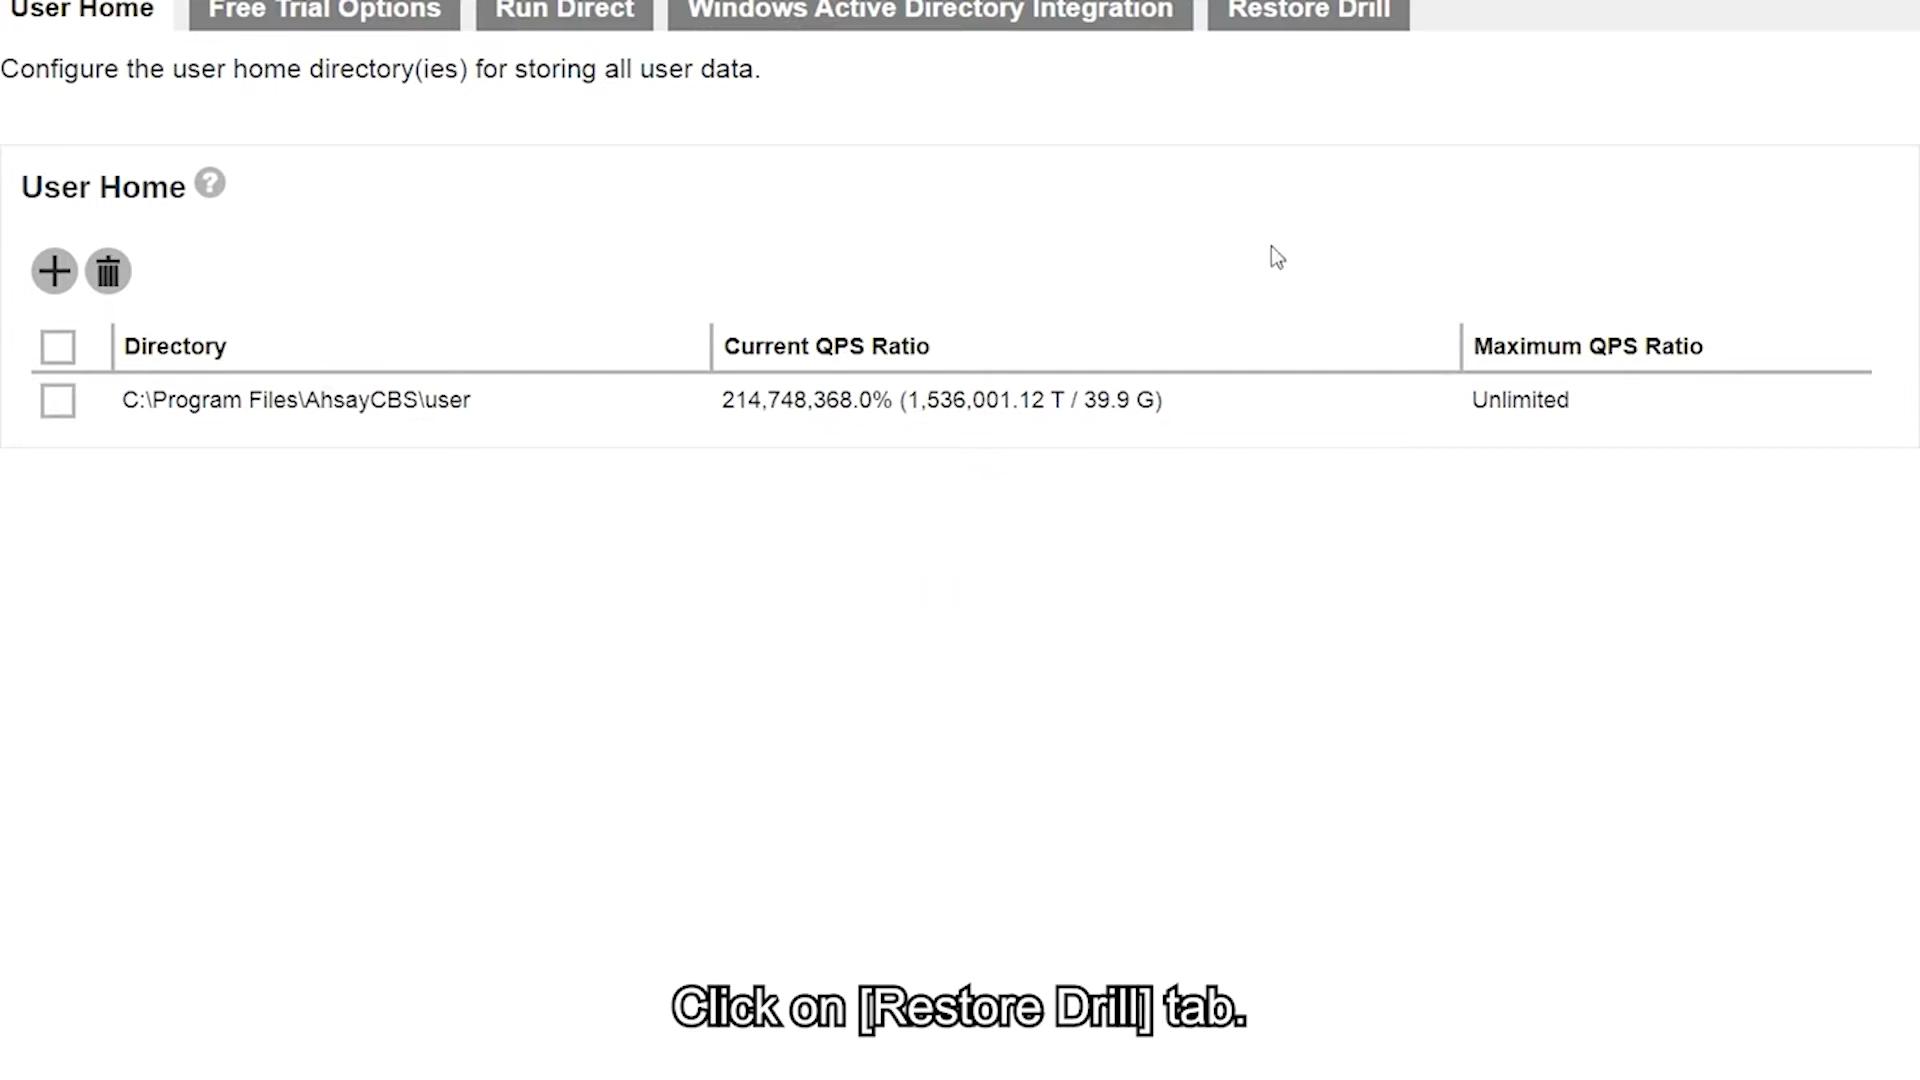 User Home Free Trial Options Run Direct Windows Active Directory Integration Restore Drill
Configure the user home directory(ies) for storing all user data.
User Home ?
Directory Current QPS Ratio Maximum QPS Ratio
C:\Program Files\AhsayCBS\user 214,748,368.0% (1,536,001.12 T / 39.9 G) Unlimited
Click on [Restore Drill] tab.